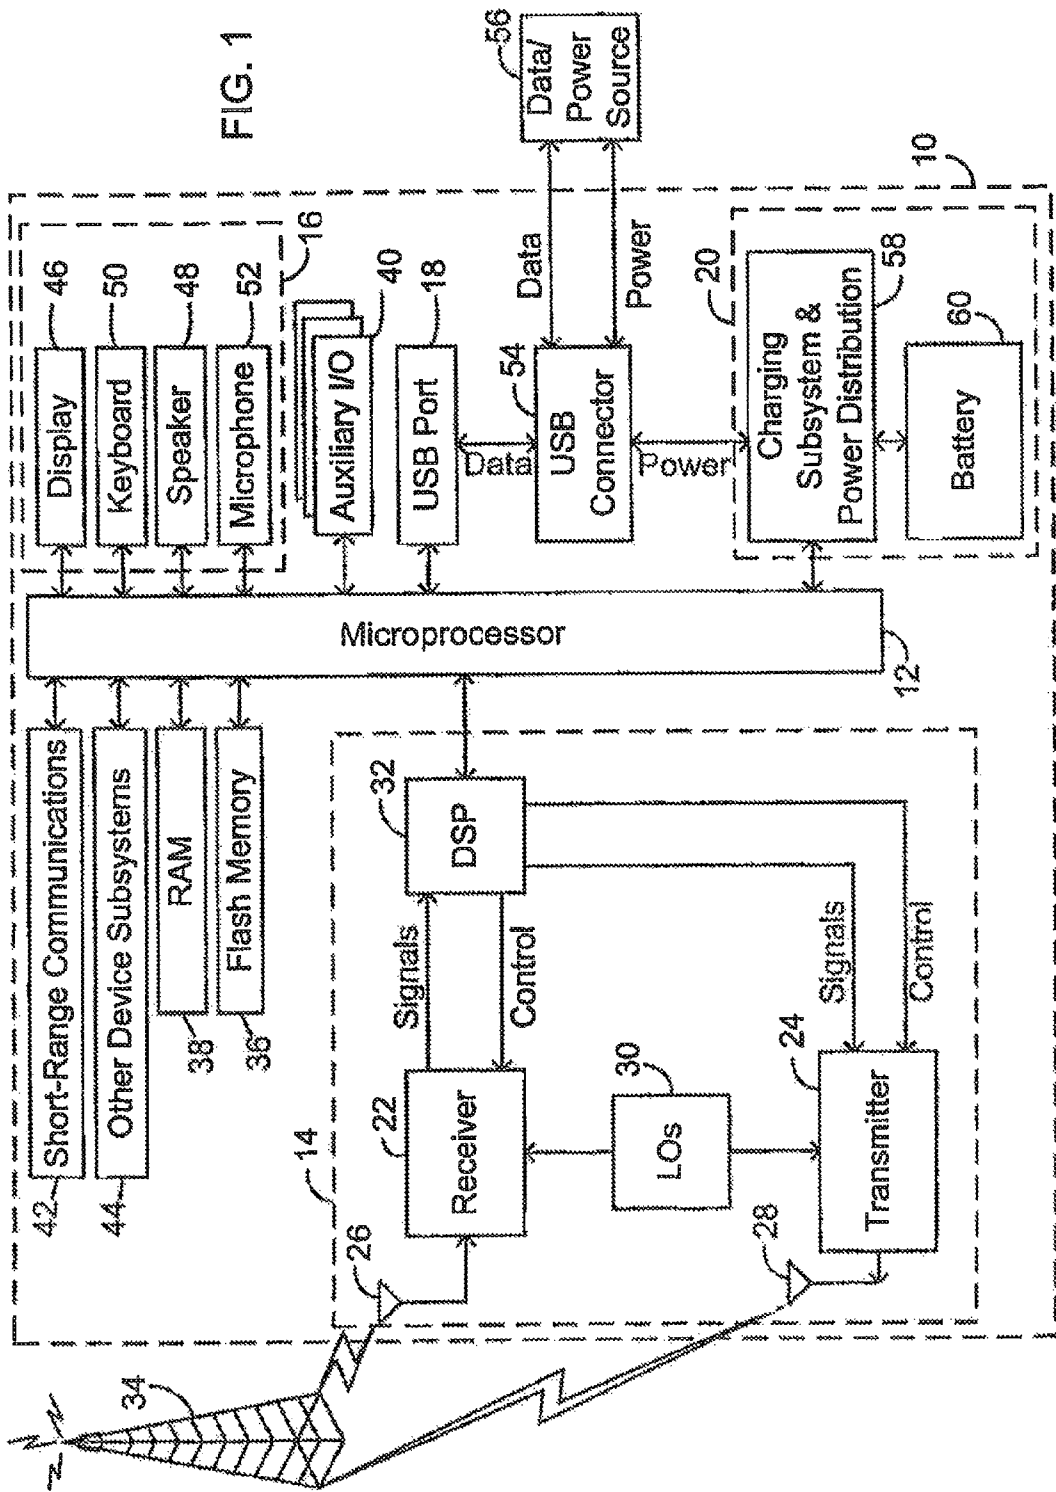 FIG. 1
42
Short-Range Communications
44
Other Device Subsystems
38
RAM
36
Flash Memory
34
14
26
22
Receiver
Signals
Control
32
DSP
30
LOs
28
24
Transmitter
Signals
Control
Microprocessor
12
Display
46
Keyboard
50
Speaker
48
Microphone
52
16
Auxiliary I/O
40
USB Port
18
Data
USB
Connector
54
Data
Power
56
Data/
Power
Source
Power
20
Charging
Subsystem &
Power Distribution
58
Battery
60
10